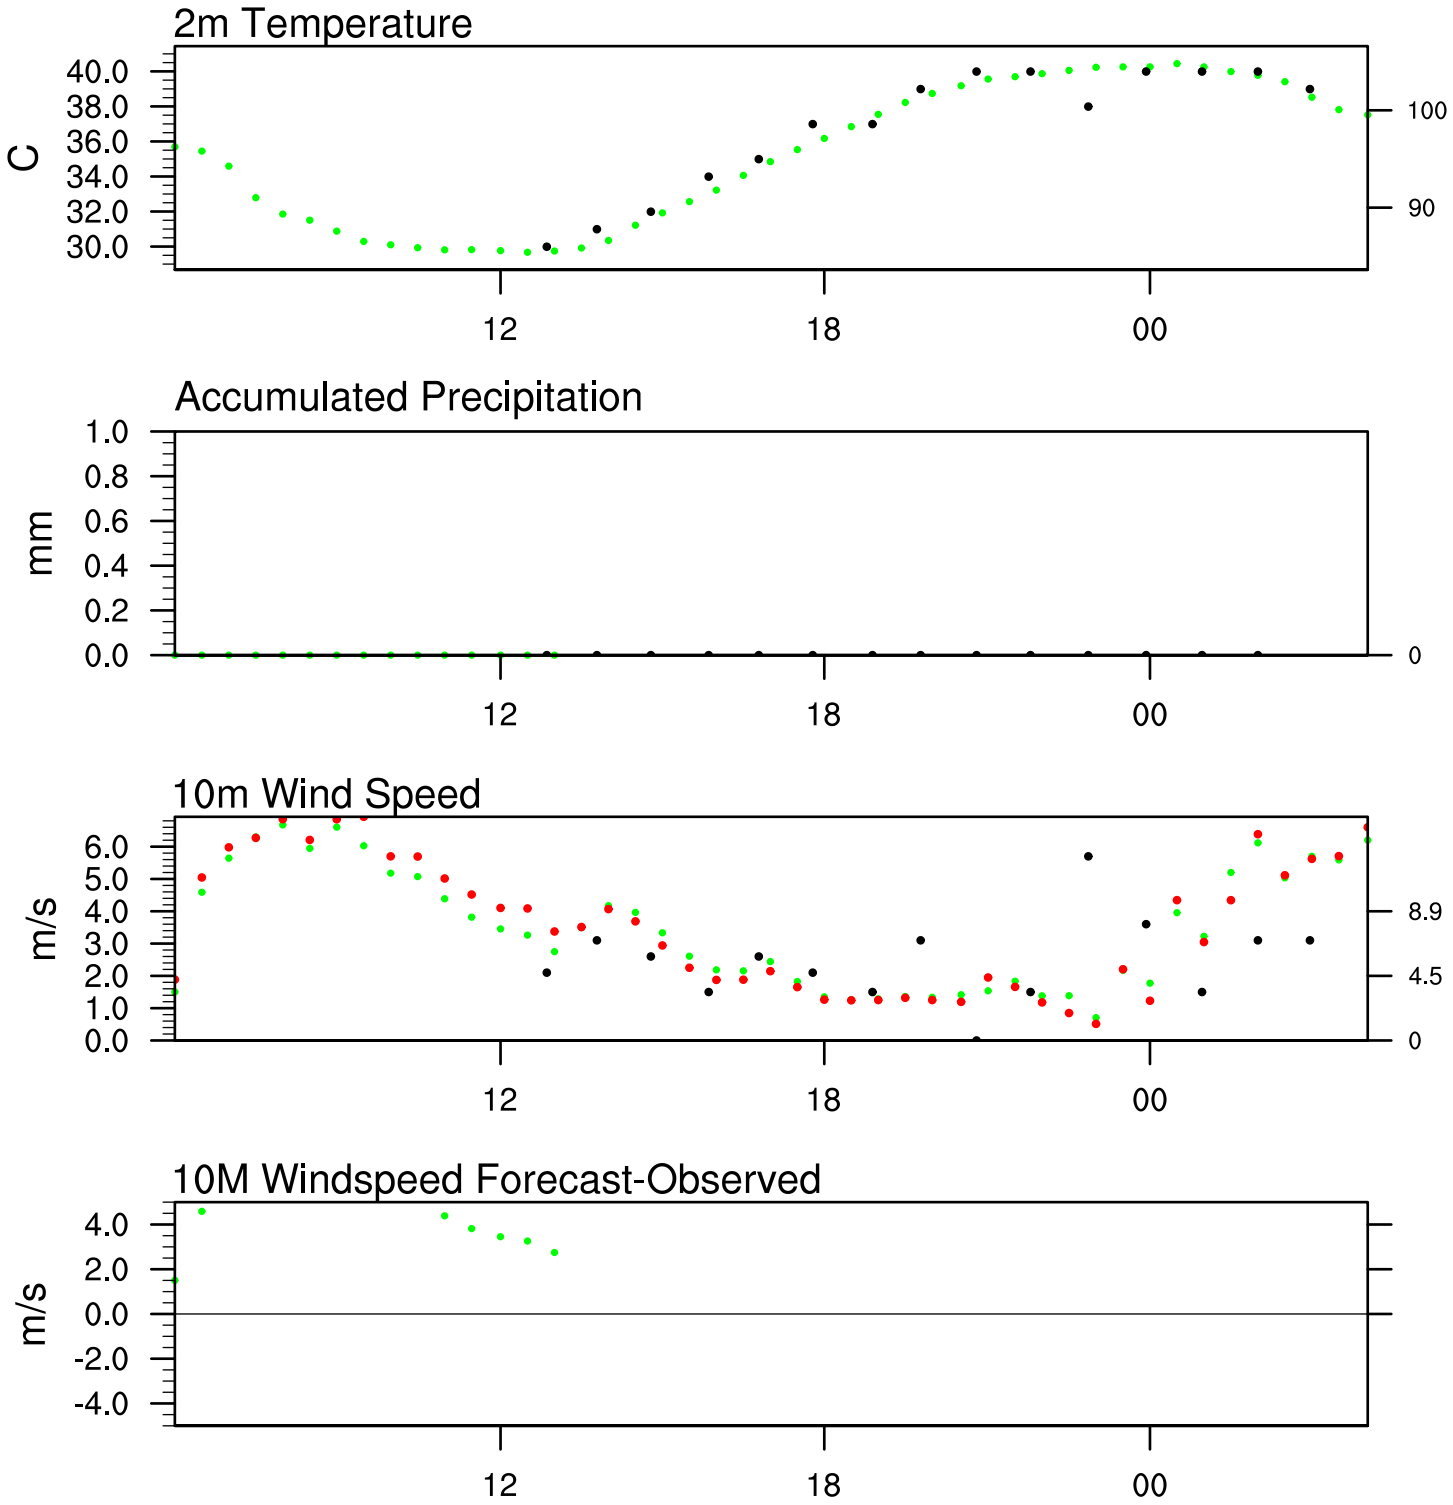 2m Temperature
40.0
38.0
36.0
34.0
32.0
30.0
C
100
90
12 18 00
Accumulated Precipitation
1.0
0.8
0.6
0.4
0.2
0.0
mm
0
12 18 00
10m Wind Speed
6.0
5.0
4.0
3.0
2.0
1.0
0.0
m/s
8.9
4.5
0
12 18 00
10M Windspeed Forecast-Observed
4.0
2.0
0.0
-2.0
-4.0
m/s
12 18 00